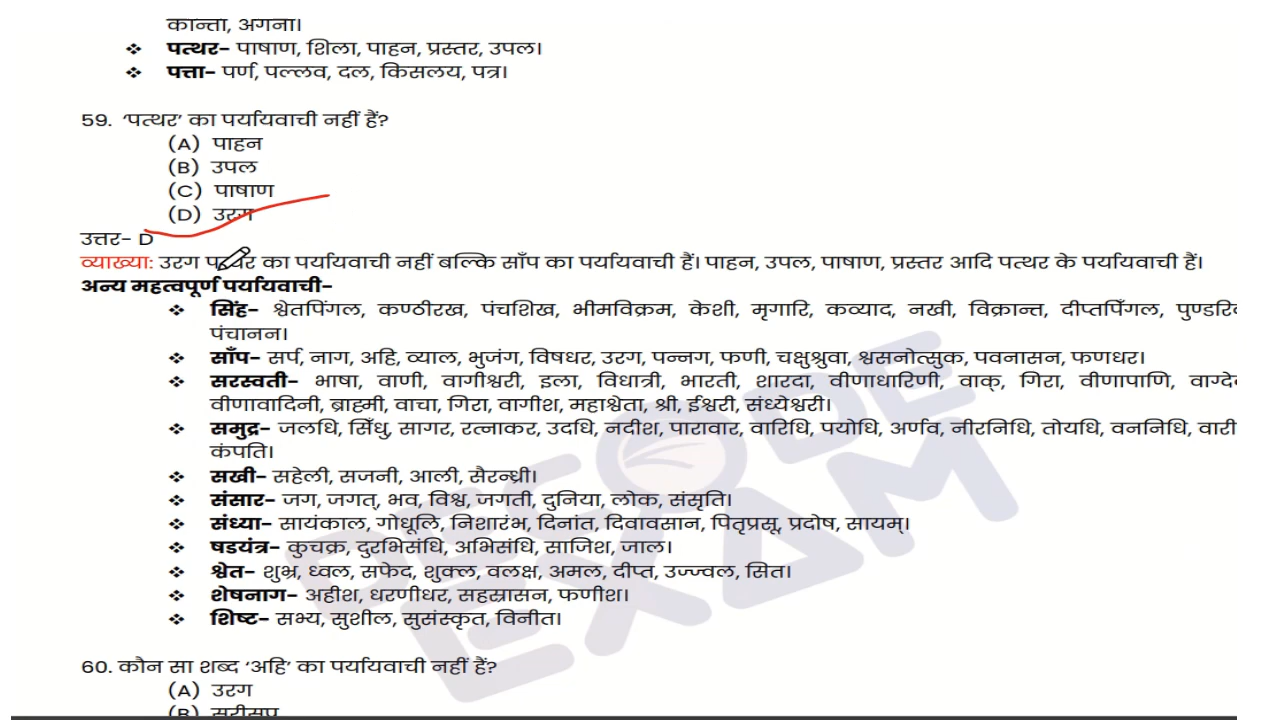 कान्ता, अगना।
❖ पत्थर- पाषाण, शिला, पाहन, प्रस्तर, उपल।
❖ पत्ता- पर्ण, पल्लव, दल, किसलय, पत्र।
59. ‘पत्थर’ का पर्यायवाची नहीं हैं?
(A) पाहन
(B) उपल
(C) पाषाण
(D) उरग
उत्तर- D
व्याख्या: उरग पत्थर का पर्यायवाची नहीं बल्कि साँप का पर्यायवाची हैं। पाहन, उपल, पाषाण, प्रस्तर आदि पत्थर के पर्यायवाची हैं।
अन्य महत्वपूर्ण पर्यायवाची-
❖ सिंह- श्वेतपिंगल, कण्ठीरख, पंचशिख, भीमविक्रम, केशी, मृगारि, कव्याद, नखी, विक्रान्त, दीप्तपिँगल,
पंचानन।
❖ साँप- सर्प, नाग, अहि, व्याल, भुजंग, विषधर, उरग, पन्नग, फणी, चक्षुश्रुवा, श्वसनोत्सुक, पवनासन, फणधर।
❖ सरस्वती- भाषा, वाणी, वागीश्वरी, इला, विधात्री, भारती, शारदा, वीणाधारिणी, वाक्, गिरा, वीणापाणि,
वीणावादिनी, ब्राह्मी, वाचा, गिरा, वागीश, महाश्वेता, श्री, ईश्वरी, संध्येश्वरी।
❖ समुद्र- जलधि, सिँधु, सागर, रत्नाकर, उदधि, नदीश, पारावार, वारिधि, पयोधि, अर्णव, नीरनिधि, तोयधि, वननिधि,
कंपति।
❖ सखी- सहेली, सजनी, आली, सैरन्ध्री।
❖ संसार- जग, जगत्, भव, विश्व, जगती, दुनिया, लोक, संसृति।
❖ संध्या- सायंकाल, गोधूलि, निशारंभ, दिनांत, दिवावसान, पितृप्रसू, प्रदोष, सायम्।
❖ षडयंत्र- कुचक्र, दुरभिसंधि, अभिसंधि, साजिश, जाल।
❖ श्वेत- शुभ्र, ध्वल, सफेद, शुक्ल, वलक्ष, अमल, दीप्त, उज्ज्वल, सित।
❖ शेषनाग- अहीश, धरणीधर, सहस्रासन, फणीश।
❖ शिष्ट- सभ्य, सुशील, सुसंस्कृत, विनीत।
60. कौन सा शब्द ‘अहि’ का पर्यायवाची नहीं हैं?
(A) उरग
(B) सरीसृप
DECODE
EXAM